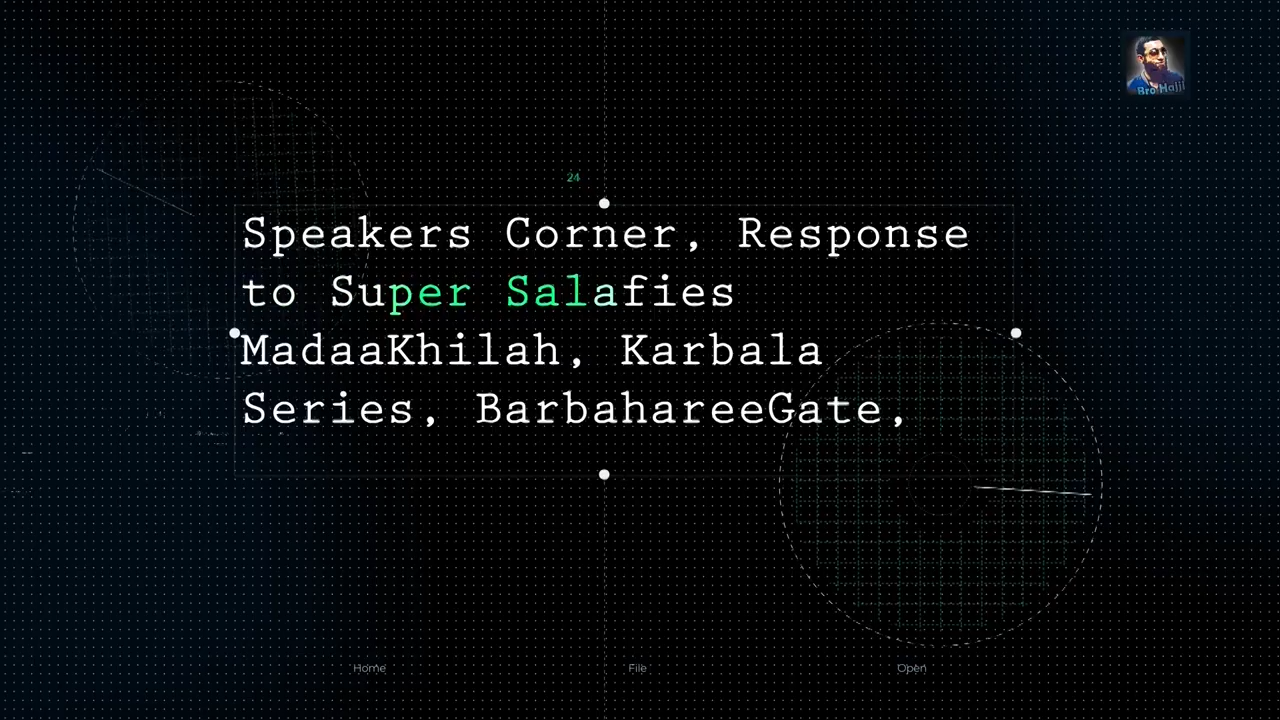 Bro Hajji
24
Speakers Corner, Response
to Super Salafies
MadaaKhilah, Karbala
Series, BarbahareeGate,
Home
File
Open